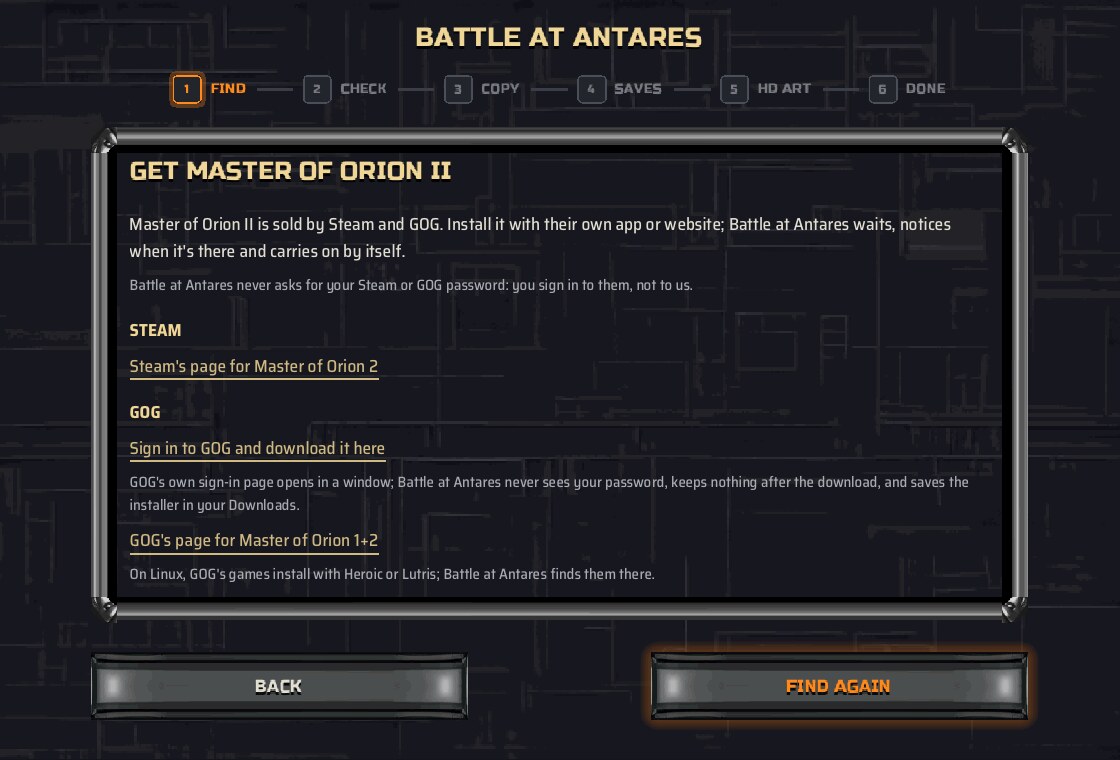 BATTLE AT ANTARES
1 FIND 2 CHECK 3 COPY 4 SAVES 5 HD ART 6 DONE
GET MASTER OF ORION II
Master of Orion II is sold by Steam and GOG. Install it with their own app or website; Battle at Antares waits, notices
when it's there and carries on by itself.
Battle at Antares never asks for your Steam or GOG password: you sign in to them, not to us.
STEAM
Steam's page for Master of Orion 2
GOG
Sign in to GOG and download it here
GOG's own sign-in page opens in a window; Battle at Antares never sees your password, keeps nothing after the download, and saves the
installer in your Downloads.
GOG's page for Master of Orion 1+2
On Linux, GOG's games install with Heroic or Lutris; Battle at Antares finds them there.
BACK
FIND AGAIN